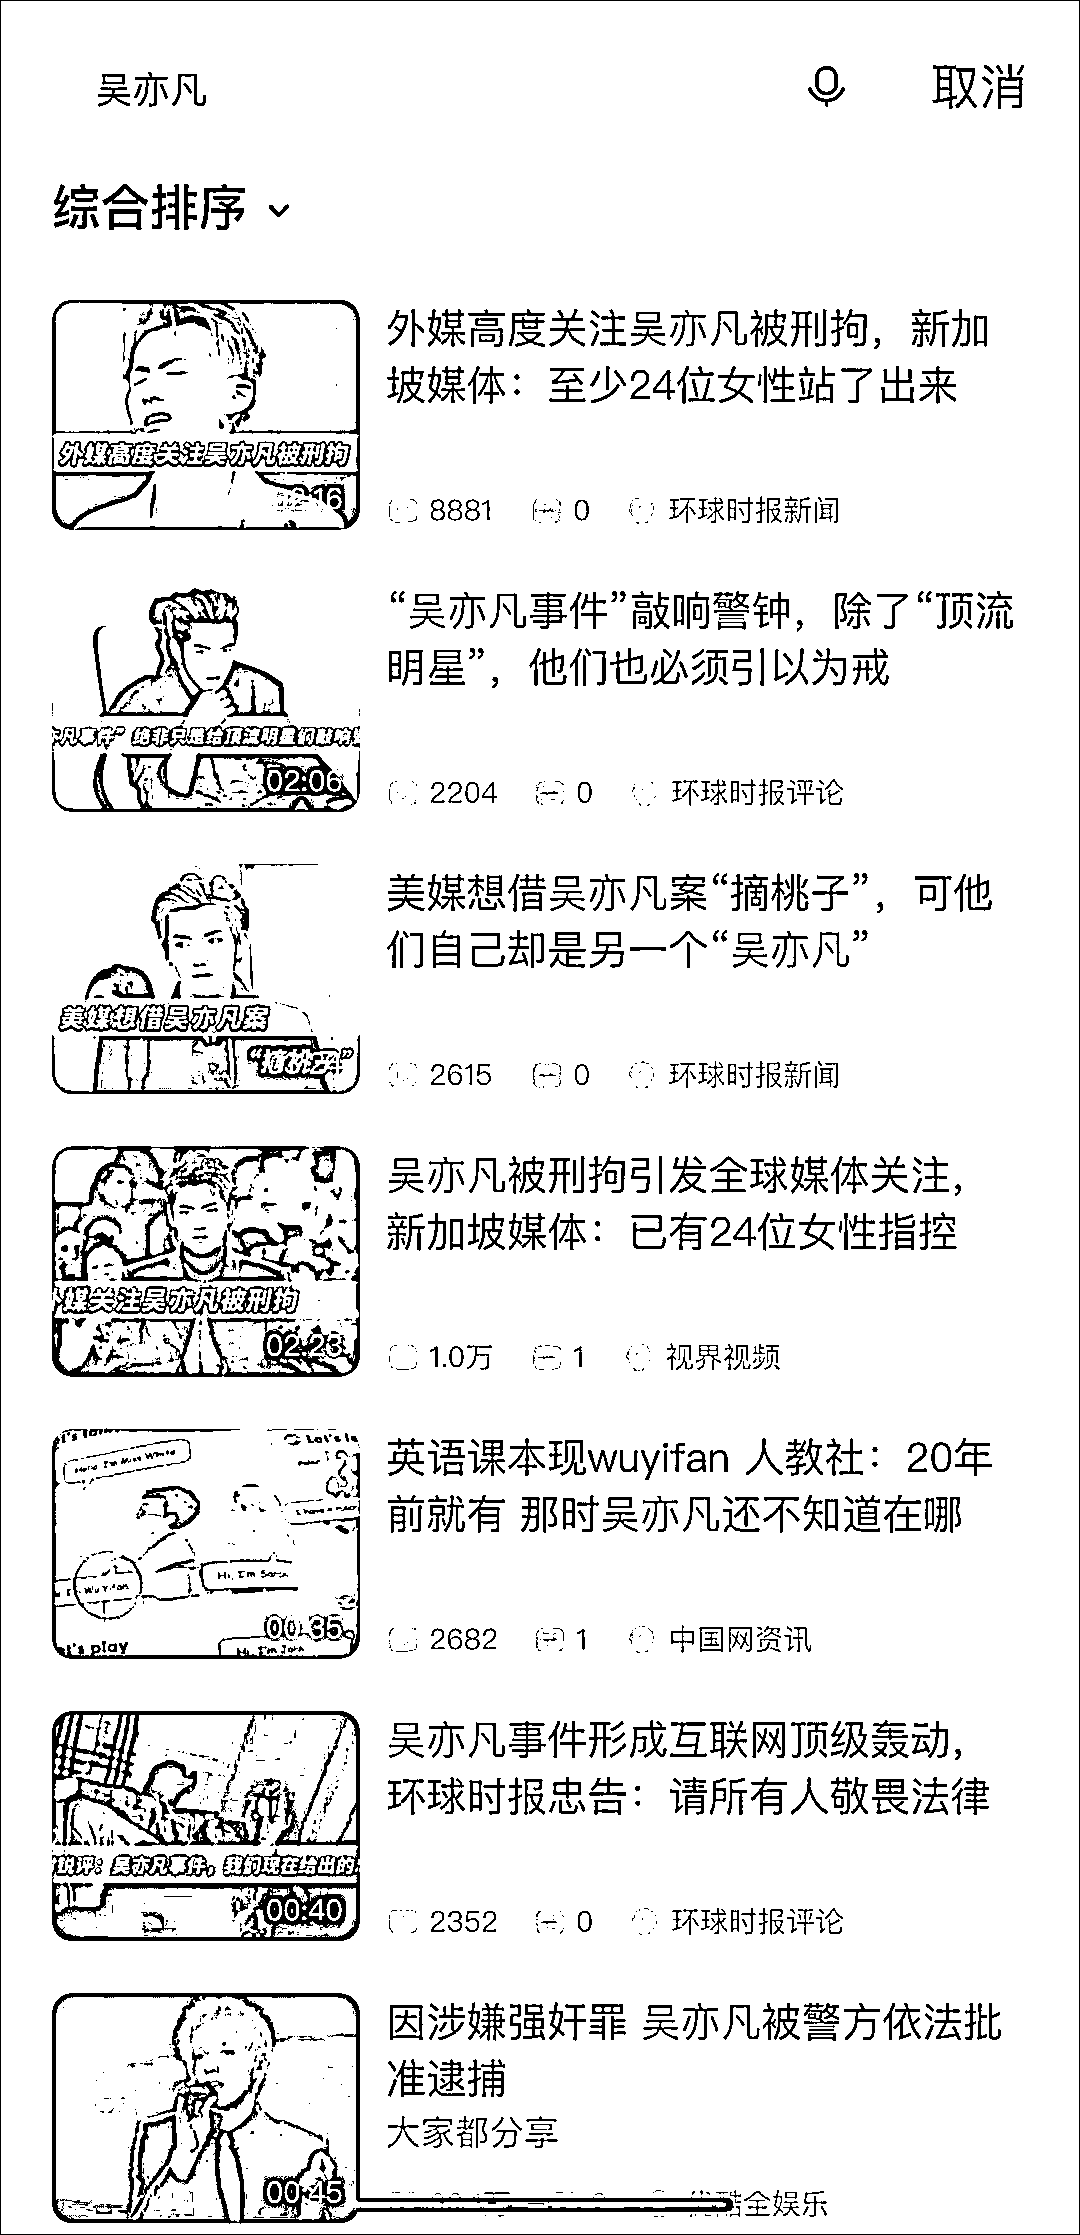 吴亦凡
取消
综合排序
外媒高度关注吴亦凡被刑拘，新加
坡媒体：至少24位女性站了出来
外媒高度关注吴亦凡被刑拘
8881 0 环球时报新闻
“吴亦凡事件”敲响警钟，除了“顶流
明星”，他们也必须引以为戒
凡事件”绝非只是给顶流明星们敲响
02:06
2204 0 环球时报评论
美媒想借吴亦凡案“摘桃子”，可他
们自己却是另一个“吴亦凡”
美媒想借吴亦凡案
“摘桃子”
2615 0 环球时报新闻
吴亦凡被刑拘引发全球媒体关注，
新加坡媒体：已有24位女性指控
媒关注吴亦凡被刑拘
02:23
1.0万 1 视界视频
英语课本现wuyifan 人教社：20年
前就有 那时吴亦凡还不知道在哪
Wu Yifan
Hi, I'm Sarah
00:35
2682 1 中国网资讯
吴亦凡事件形成互联网顶级轰动，
环球时报忠告：请所有人敬畏法律
锐评：吴亦凡事件，我们现在给出的
00:40
2352 0 环球时报评论
因涉嫌强奸罪 吴亦凡被警方依法批
准逮捕
大家都分享
00:45
优酷全娱乐